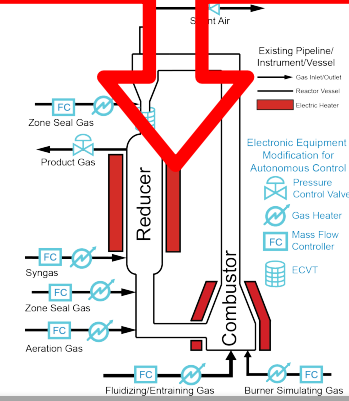 Spent Air
Existing Pipeline/
Instrument/Vessel
Gas Inlet/Outlet
Reactor Vessel
Electric Heater
FC
Zone Seal Gas
Product Gas
Electronic Equipment
Modification for
Autonomous Control
Pressure
Control Valve
Gas Heater
FC
Mass Flow
Controller
ECVT
Reducer
Combustor
FC
Syngas
FC
Zone Seal Gas
FC
Aeration Gas
FC
Fluidizing/Entraining Gas
FC
Burner Simulating Gas